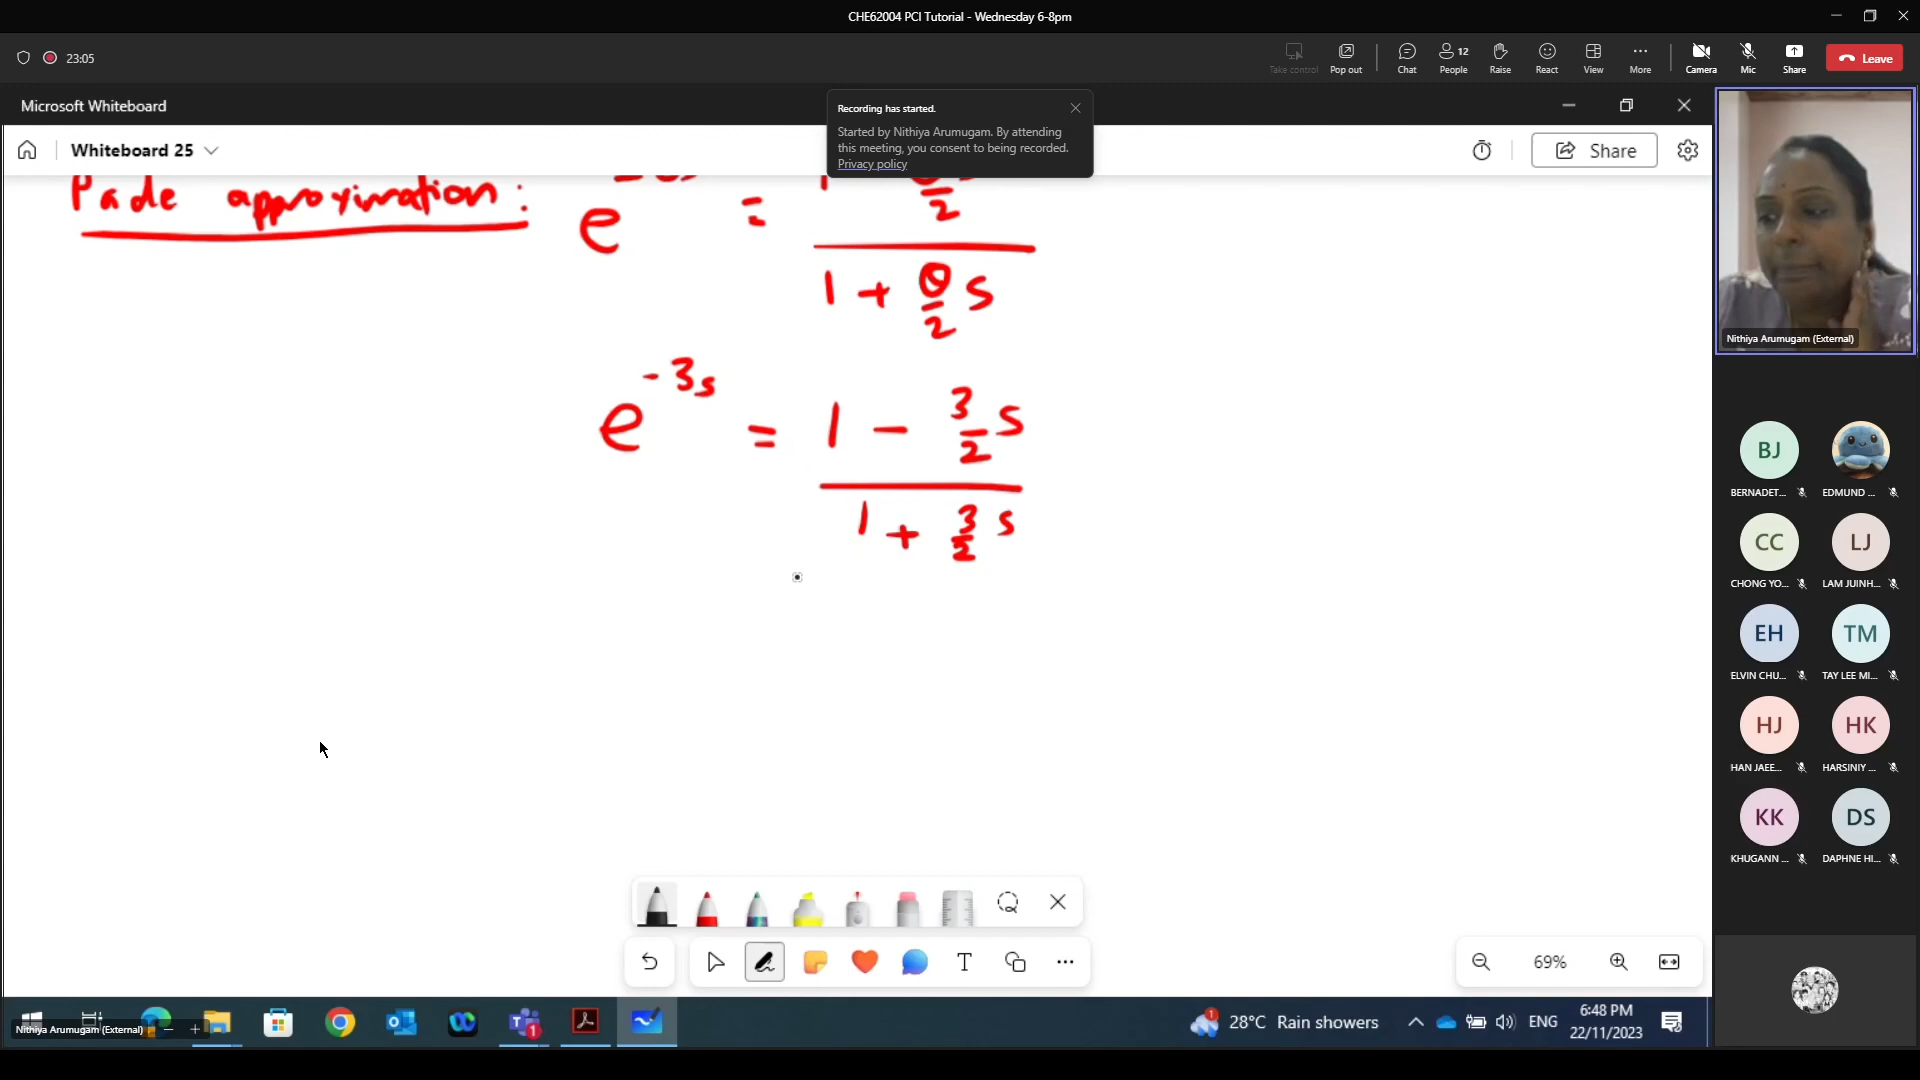 CHE62004 PCI Tutorial - Wednesday 6-8pm
23:05
Take control
Pop out
Chat
12
People
Raise
React
View
More
Camera
Mic
Share
Leave
Microsoft Whiteboard
Recording has started.
Started by Nithiya Arumugam. By attending
this meeting, you consent to being recorded.
Privacy policy
Whiteboard 25
Share
Pade approximation:
e =
2
1 + θ/2 s
e^-3s = 1 - 3/2 s
1 + 3/2 s
Nithiya Arumugam (External)
BJ
BERNADET...
EDMUND ...
CC
CHONG YO...
LJ
LAM JUINH...
EH
ELVIN CHU...
TM
TAY LEE MI...
HJ
HAN JAEE...
HK
HARSINIY ...
KK
KHUGANN ...
DS
DAPHNE HI...
T
69%
Nithiya Arumugam (External)
1
1
28°C Rain showers
ENG
6:48 PM
22/11/2023